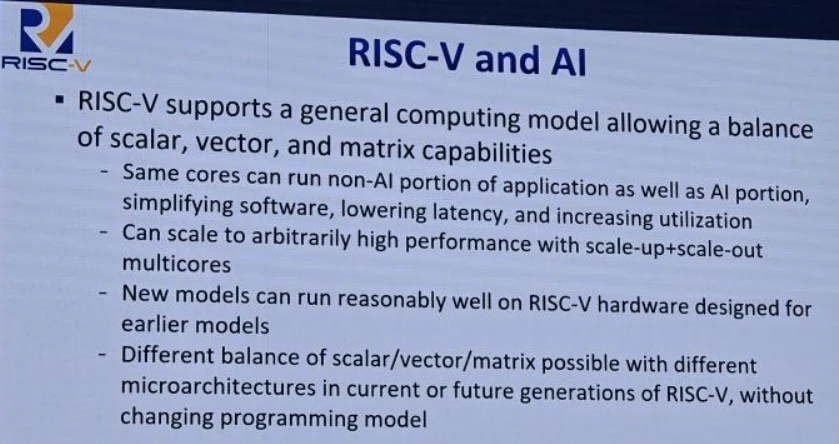 RISC-V
RISC-V and AI
▪ RISC-V supports a general computing model allowing a balance
of scalar, vector, and matrix capabilities
- Same cores can run non-AI portion of application as well as AI portion,
simplifying software, lowering latency, and increasing utilization
- Can scale to arbitrarily high performance with scale-up+scale-out
multicores
- New models can run reasonably well on RISC-V hardware designed for
earlier models
- Different balance of scalar/vector/matrix possible with different
microarchitectures in current or future generations of RISC-V, without
changing programming model